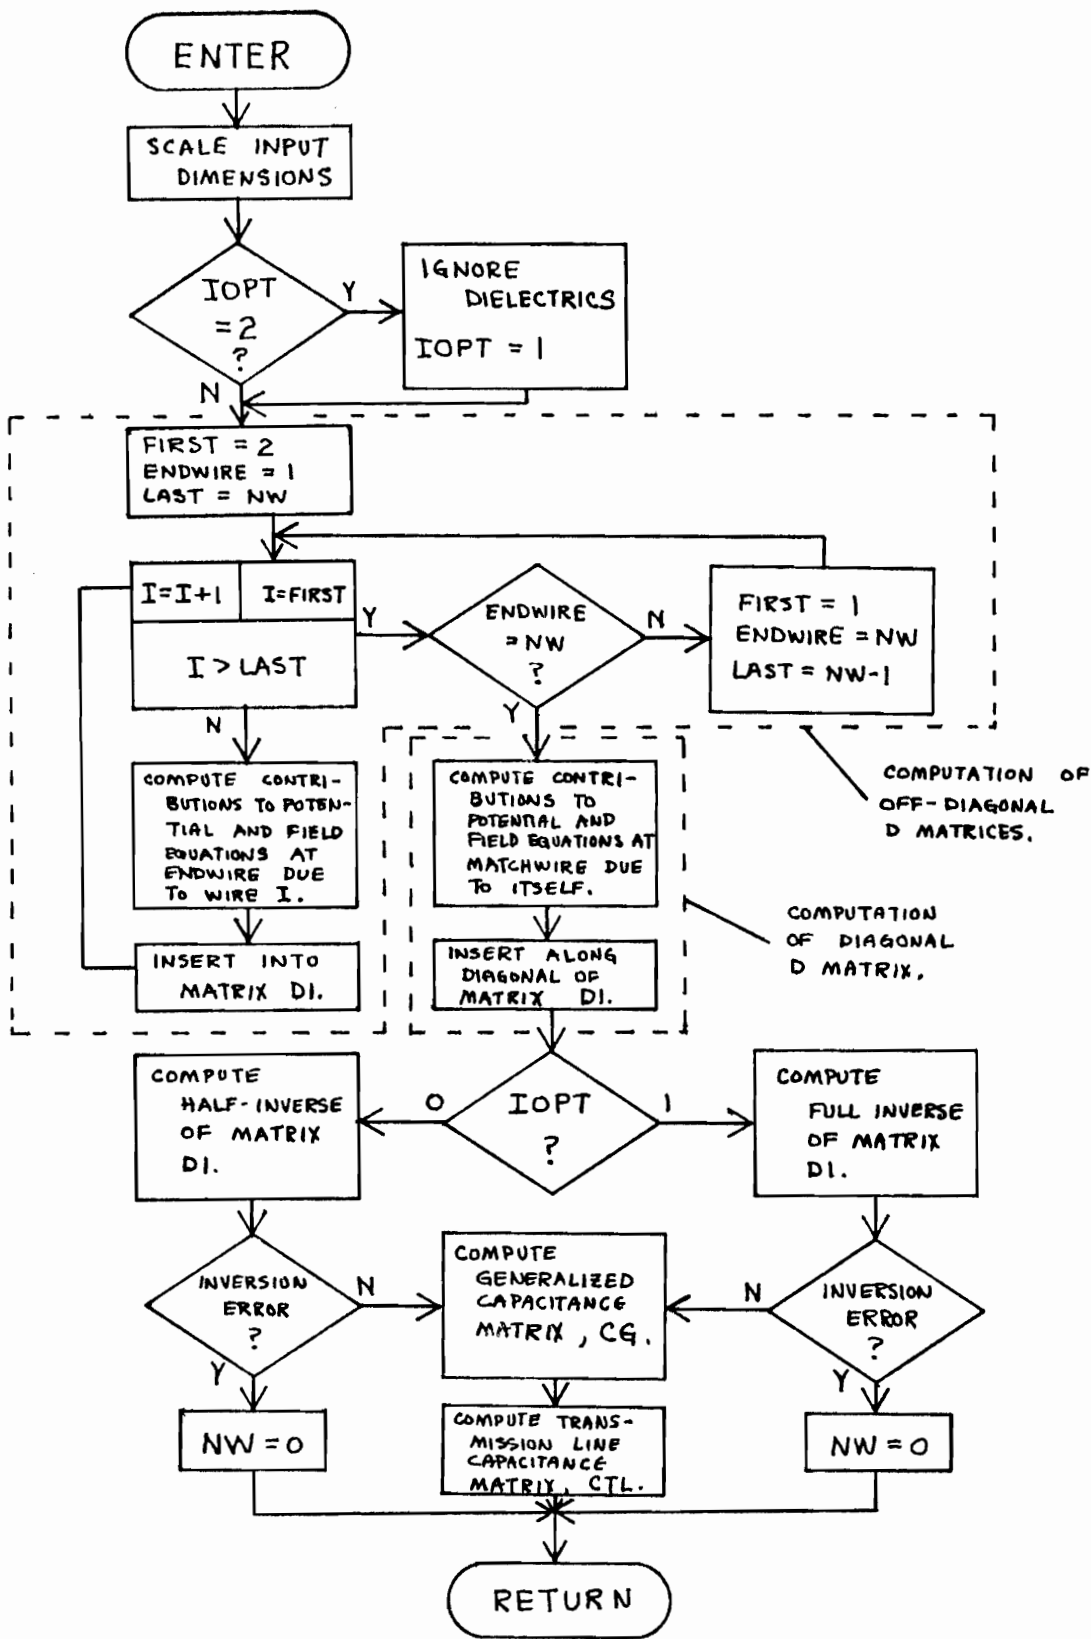 ENTER
SCALE INPUT
DIMENSIONS
IOPT
=2
?
Y
N
IGNORE
DIELECTRICS
IOPT = 1
FIRST = 2
ENDWIRE = 1
LAST = NW
I=I+1
I=FIRST
I > LAST
Y
N
ENDWIRE
=NW
?
N
Y
FIRST = 1
ENDWIRE = NW
LAST = NW-1
COMPUTE CONTRI-
BUTIONS TO POTEN-
TIAL AND FIELD
EQUATIONS AT
ENDWIRE DUE
TO WIRE I.
INSERT INTO
MATRIX D1.
COMPUTE CONTRI-
BUTIONS TO
POTENTIAL AND
FIELD EQUATIONS AT
MATCHWIRE DUE
TO ITSELF.
INSERT ALONG
DIAGONAL OF
MATRIX D1.
COMPUTATION OF
OFF-DIAGONAL
D MATRICES.
COMPUTATION
OF DIAGONAL
D MATRIX.
COMPUTE
HALF-INVERSE
OF MATRIX
D1.
0
IOPT
?
1
COMPUTE
FULL INVERSE
OF MATRIX
D1.
INVERSION
ERROR
?
N
Y
COMPUTE
GENERALIZED
CAPACITANCE
MATRIX, CG.
N
INVERSION
ERROR
?
Y
NW = 0
COMPUTE TRANS-
MISSION LINE
CAPACITANCE
MATRIX, CTL.
NW = 0
RETURN